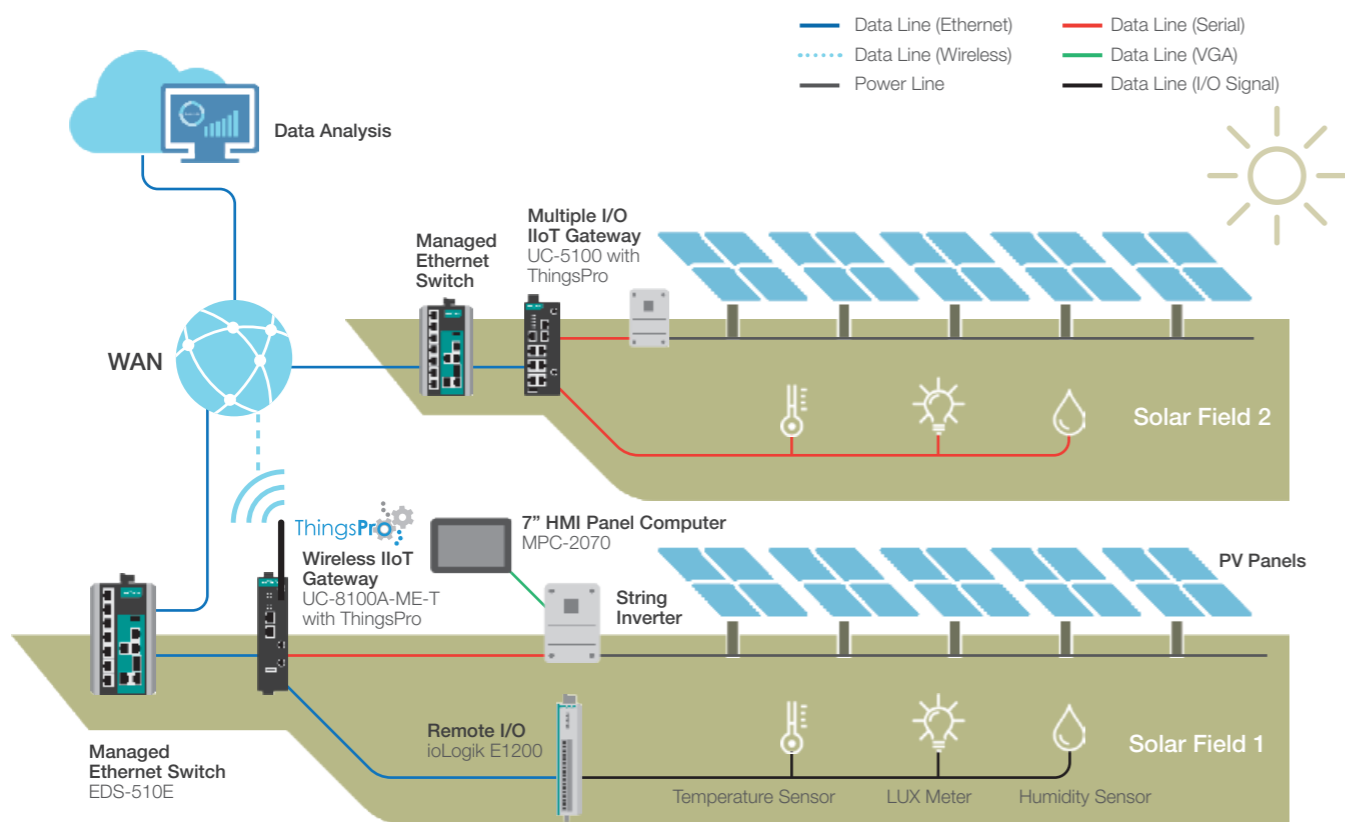 Data Line (Ethernet)
Data Line (Serial)
Data Line (Wireless)
Data Line (VGA)
Power Line
Data Line (I/O Signal)
Data Analysis
Managed
Ethernet
Switch
Multiple I/O
IIoT Gateway
UC-5100 with
ThingsPro
WAN
Solar Field 2
ThingsPro
Wireless IIoT
Gateway
UC-8100A-ME-T
with ThingsPro
7” HMI Panel Computer
MPC-2070
String
Inverter
PV Panels
Remote I/O
ioLogik E1200
Solar Field 1
Managed
Ethernet Switch
EDS-510E
Temperature Sensor
LUX Meter
Humidity Sensor